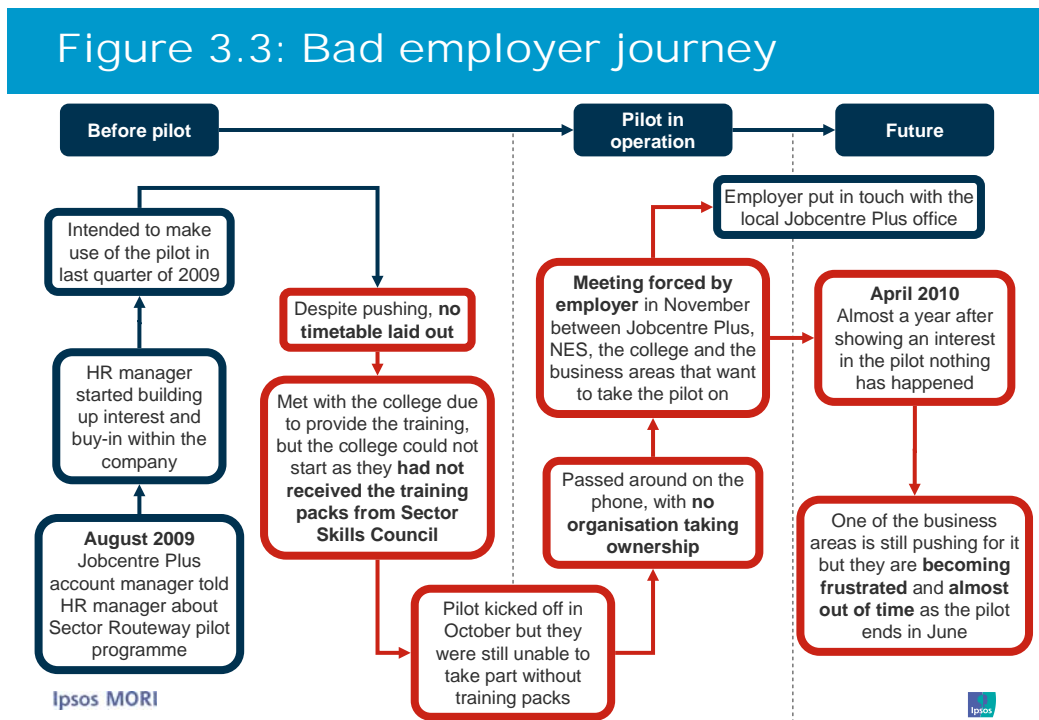 Figure 3.3: Bad employer journey
Before pilot
Pilot in
operation
Future
August 2009
Jobcentre Plus
account manager told
HR manager about
Sector Routeway pilot
programme
HR manager
started building
up interest and
buy-in within the
company
Intended to make
use of the pilot in
last quarter of 2009
Despite pushing, no
timetable laid out
Met with the college due
to provide the training,
but the college could not
start as they had not
received the training
packs from Sector
Skills Council
Pilot kicked off in
October but they
were still unable to
take part without
training packs
Passed around on the
phone, with no
organisation taking
ownership
Meeting forced by
employer in November
between Jobcentre Plus,
NES, the college and the
business areas that want
to take the pilot on
Employer put in touch with the
local Jobcentre Plus office
April 2010
Almost a year after
showing an interest
in the pilot nothing
has happened
One of the business
areas is still pushing for it
but they are becoming
frustrated and almost
out of time as the pilot
ends in June
Ipsos MORI
Ipsos